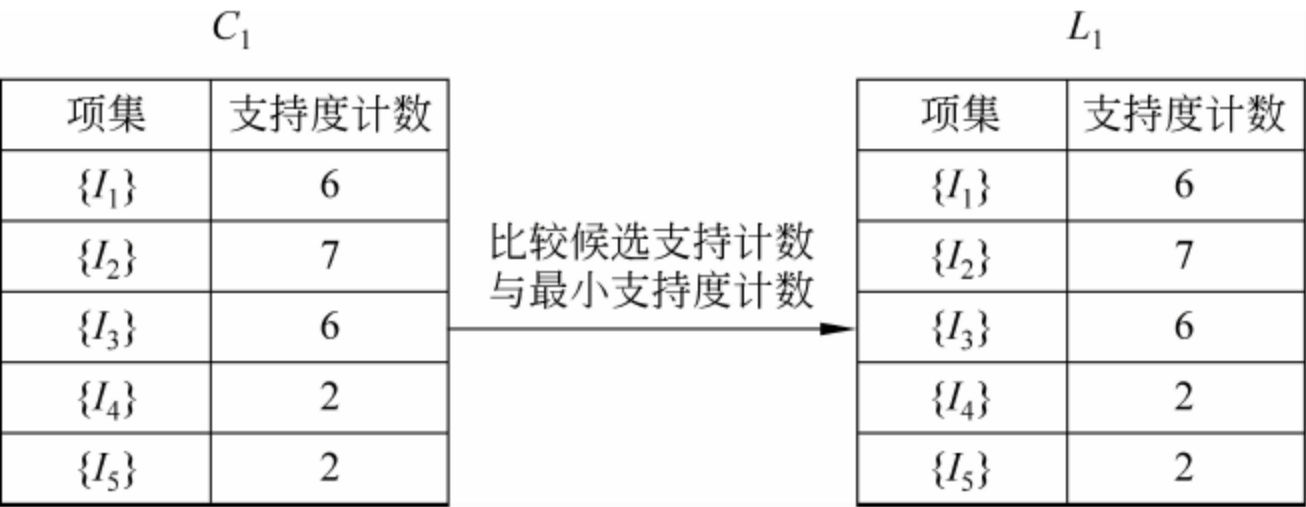 C₁
L₁
项集 支持度计数
{I₁} 6
{I₂} 7
{I₃} 6
{I₄} 2
{I₅} 2
比较候选支持计数
与最小支持度计数
项集 支持度计数
{I₁} 6
{I₂} 7
{I₃} 6
{I₄} 2
{I₅} 2